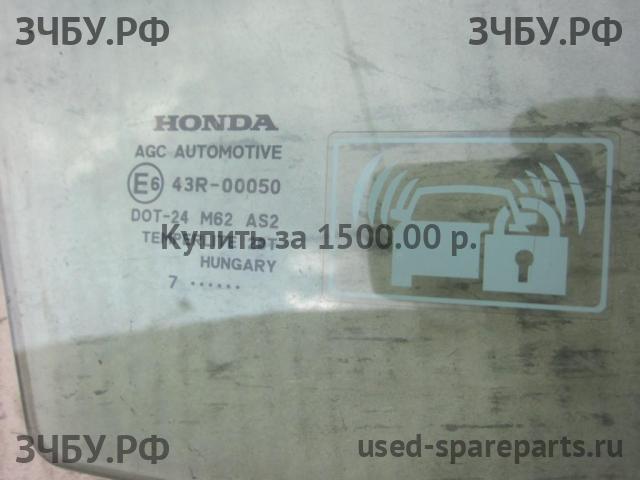 ЗЧБУ.РФ ЗЧБУ.РФ
HONDA
AGC AUTOMOTIVE
E6 43R-00050
DOT-24 M62 AS2
Купить за 1500.00 р.
HUNGARY
7 ......
ЗЧБУ.РФ used-spareparts.ru